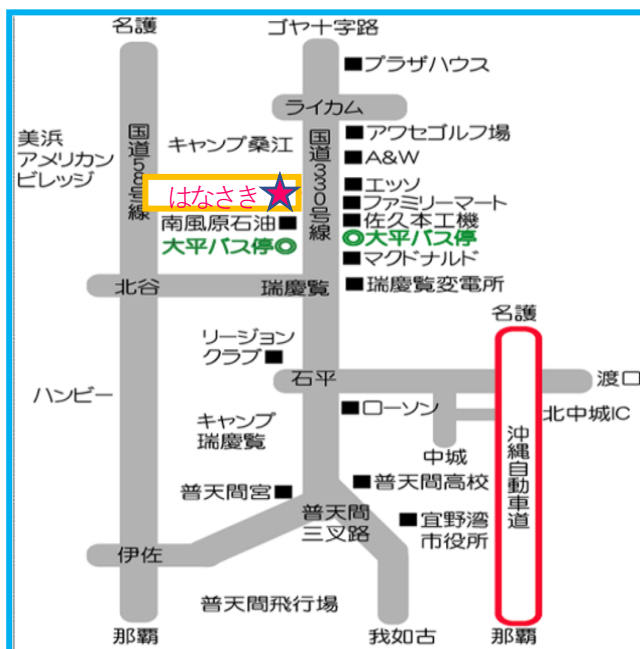 名護
ゴヤ十字路
プラザハウス
ライカム
美浜
アメリカン
ビレッジ
国道58号線
キャンプ桑江
国道330号線
アワセゴルフ場
A&W
はなさき
エッソ
ファミリーマート
南風原石油
佐久本工機
大平バス停
大平バス停
マクドナルド
北谷
瑞慶覧
瑞慶覧変電所
名護
リージョン
クラブ
石平
渡口
ハンビー
ローソン
北中城IC
キャンプ
瑞慶覧
中城
沖縄自動車道
普天間宮
普天間高校
普天間
三叉路
宜野湾
市役所
伊佐
普天間飛行場
那覇
我如古
那覇